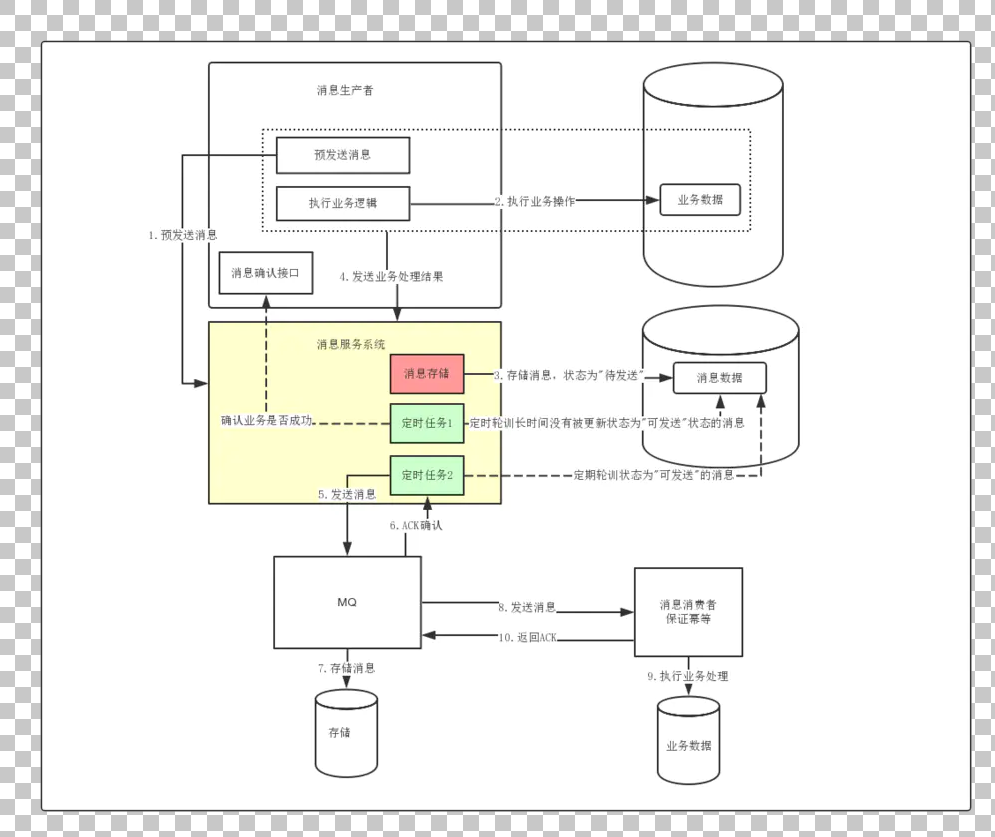 消息生产者
预发送消息
执行业务逻辑
2.执行业务操作
业务数据
1.预发送消息
消息确认接口
4.发送业务处理结果
消息服务系统
消息存储
3.存储消息，状态为"待发送"
消息数据
确认业务是否成功
定时任务1
定时轮训长时间没有被更新状态为"可发送"状态的消息
定时任务2
定期轮训状态为"可发送"的消息
5.发送消息
6.ACK确认
MQ
8.发送消息
消息消费者
保证幂等
10.返回ACK
7.存储消息
9.执行业务处理
存储
业务数据